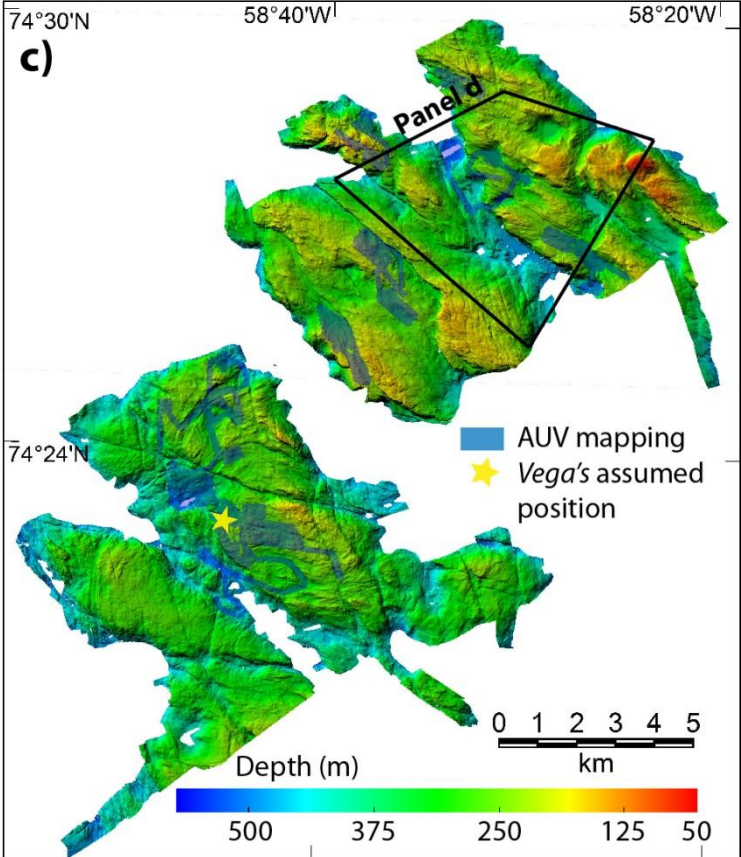 74°30'N
58°40'W
58°20'W
c)
Panel d
74°24'N
AUV mapping
Vega's assumed
position
0 1 2 3 4 5
km
Depth (m)
500 375 250 125 50